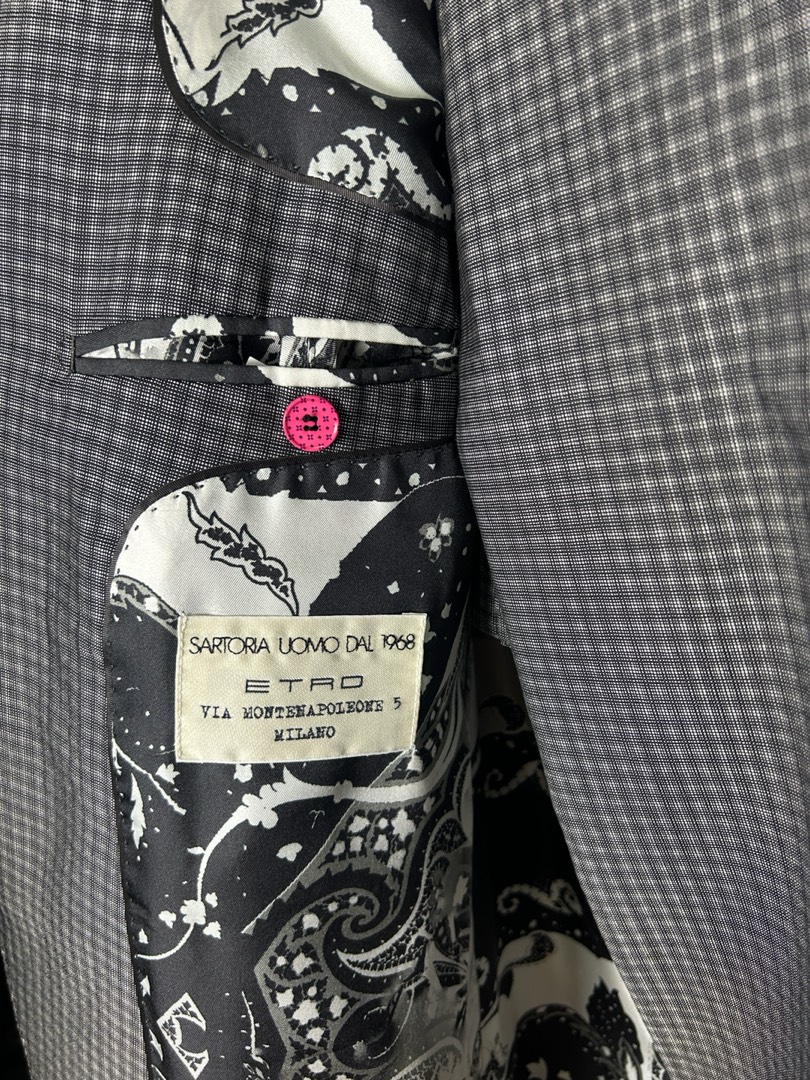 SARTORIA UOMO DAL 1968
ETRO
VIA MONTENAPOLEONE 5
MILANO